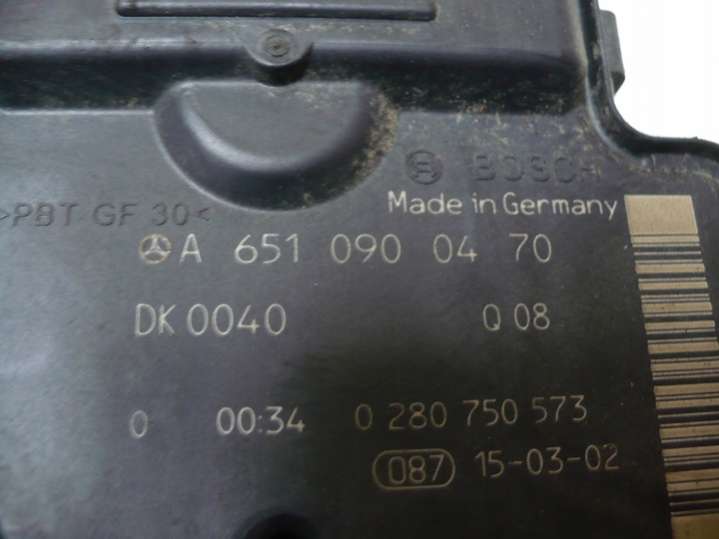 BOSCH
Made in Germany
>PBT GF 30<
A 651 090 04 70
DK 0040 Q 08
0 00:34 0 280 750 573
087 15-03-02